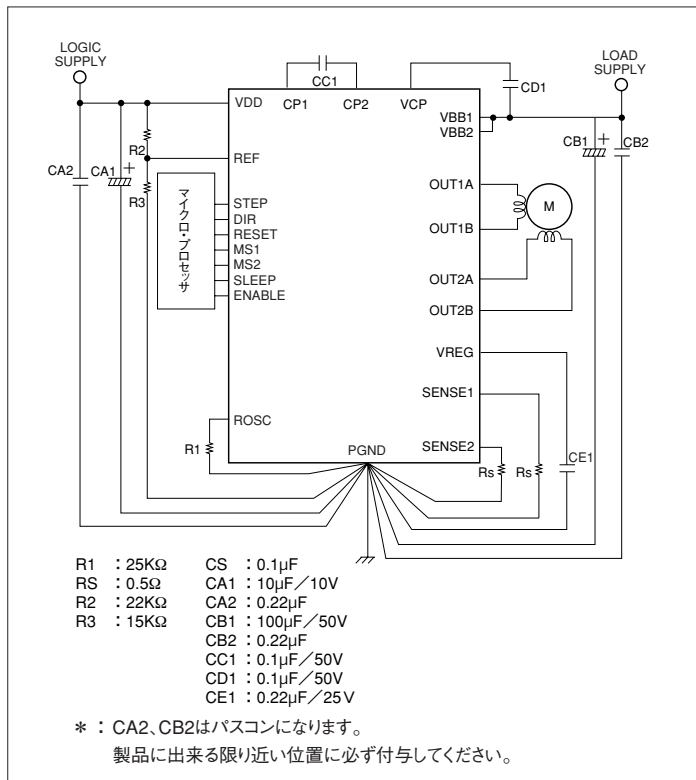 LOGIC
SUPPLY
LOAD
SUPPLY
CC1
CP1
CP2
VCP
CD1
VDD
VBB1
VBB2
R2
CB1
+
CB2
CA2
CA1
+
REF
R3
マイクロ・プロセッサ
STEP
DIR
RESET
MS1
MS2
SLEEP
ENABLE
OUT1A
M
OUT1B
OUT2A
OUT2B
VREG
SENSE1
ROSC
R1
PGND
SENSE2
Rs
Rs
CE1
R1 :25KΩ CS :0.1μF
RS :0.5Ω CA1 :10μF/10V
R2 :22KΩ CA2 :0.22μF
R3 :15KΩ CB1 :100μF/50V
CB2 :0.22μF
CC1 :0.1μF/50V
CD1 :0.1μF/50V
CE1 :0.22μF/25V
*:CA2、CB2はパスコンになります。
製品に出来る限り近い位置に必ず付与してください。